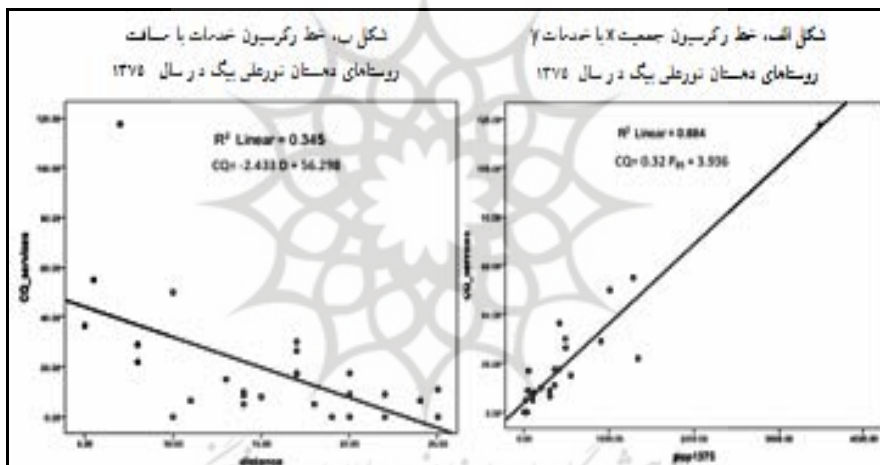 شکل الف، خط رگرسیون جمعیت x با خدمات y
روستاهای دهستان نورعلی بیگ در سال ۱۳۷۵
R² Linear = 0.884
CQ= 0.32 P₇₅ + 3.936
CQ_services
pop1375
شکل ب، خط رگرسیون خدمات با مسافت
روستاهای دهستان نورعلی بیگ در سال ۱۳۷۵
R² Linear = 0.345
CQ= -2.433 D + 56.298
CQ_services
distance